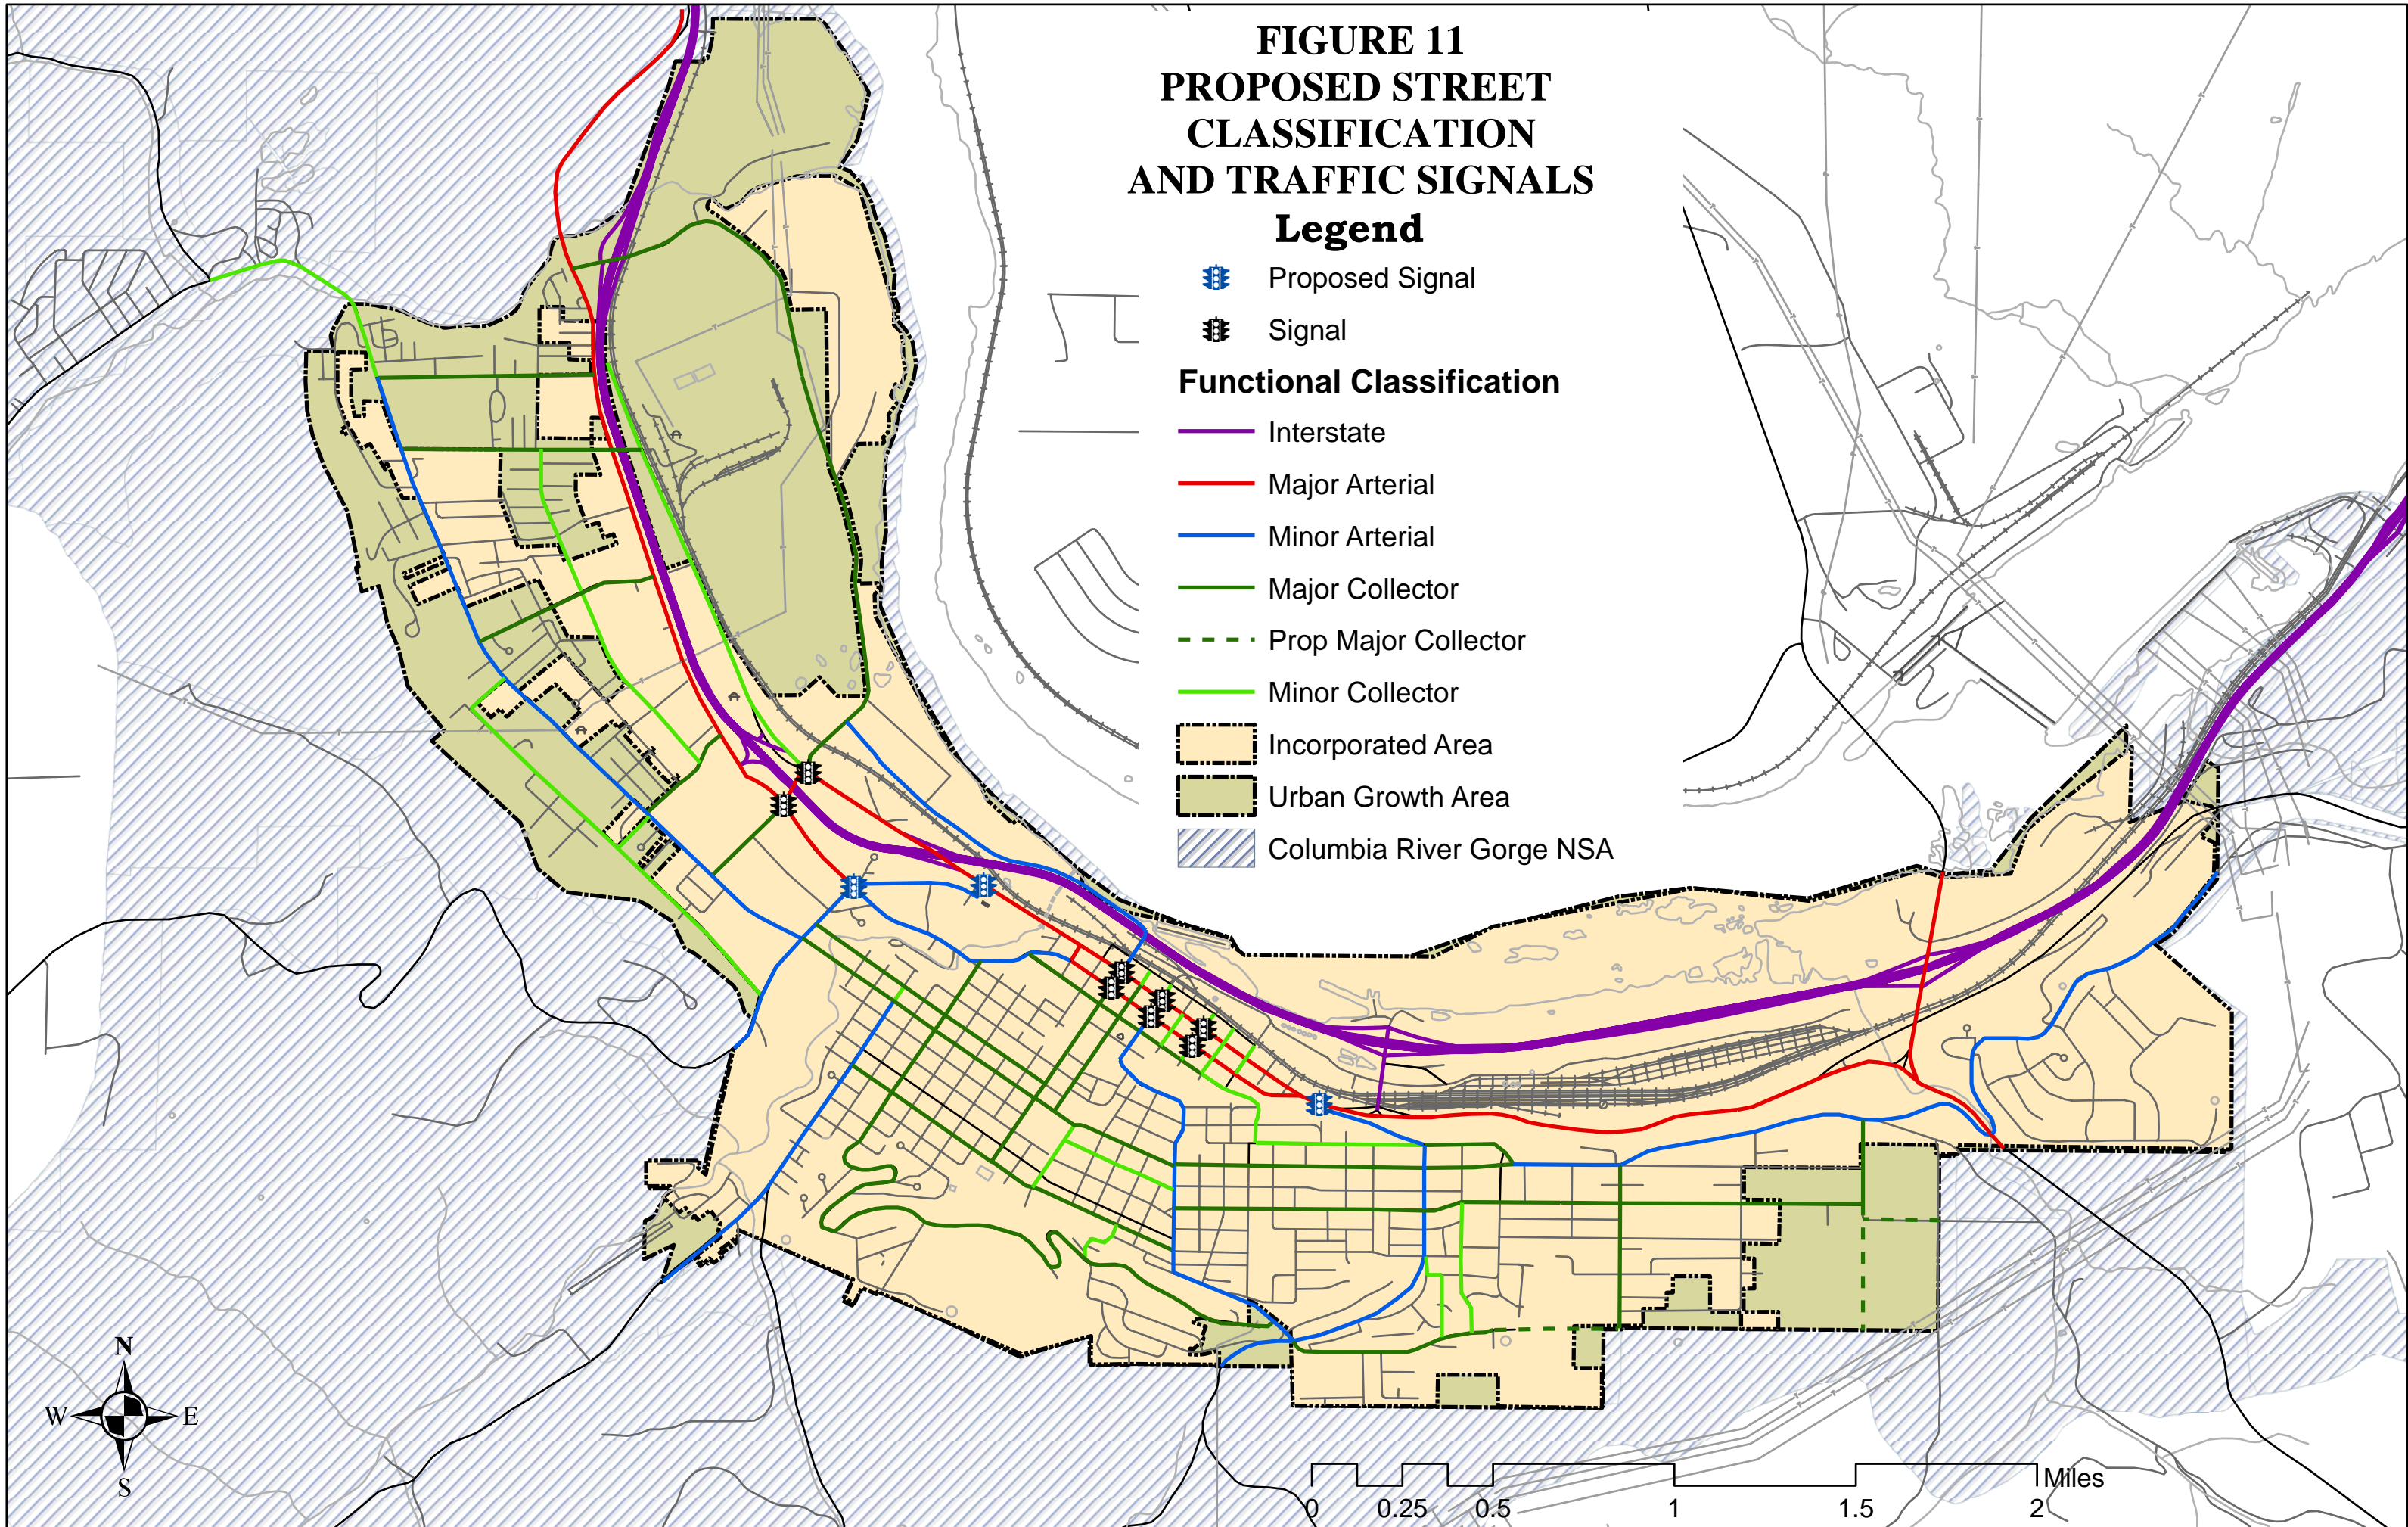 FIGURE 11
PROPOSED STREET
CLASSIFICATION
AND TRAFFIC SIGNALS
Legend
Proposed Signal
Signal
Functional Classification
Interstate
Major Arterial
Minor Arterial
Major Collector
Prop Major Collector
Minor Collector
Incorporated Area
Urban Growth Area
Columbia River Gorge NSA
N
W E
S
Miles
0 0.25 0.5 1 1.5 2